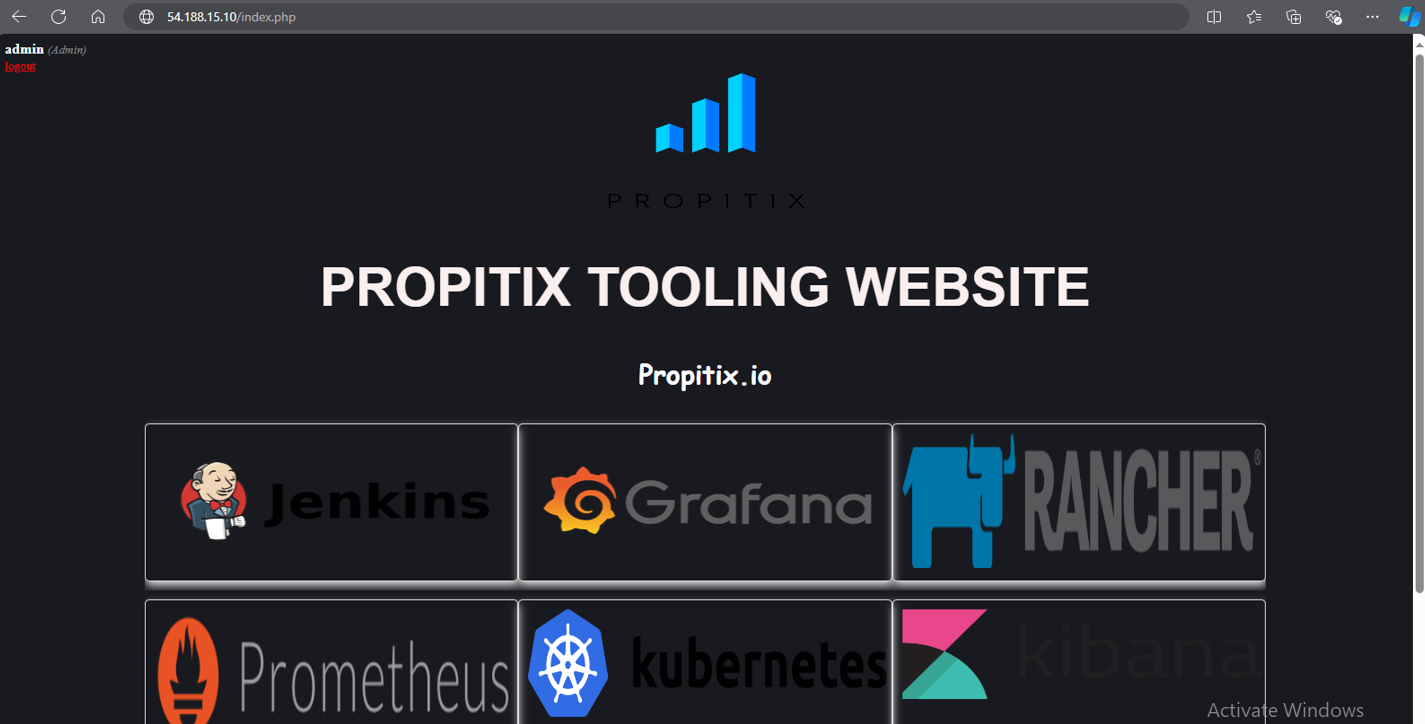 54.188.15.10/index.php
admin (Admin)
logout
PROPITIX
PROPITIX TOOLING WEBSITE
Propitix.io
Jenkins
Grafana
RANCHER®
Prometheus
kubernetes
kibana
Activate Windows